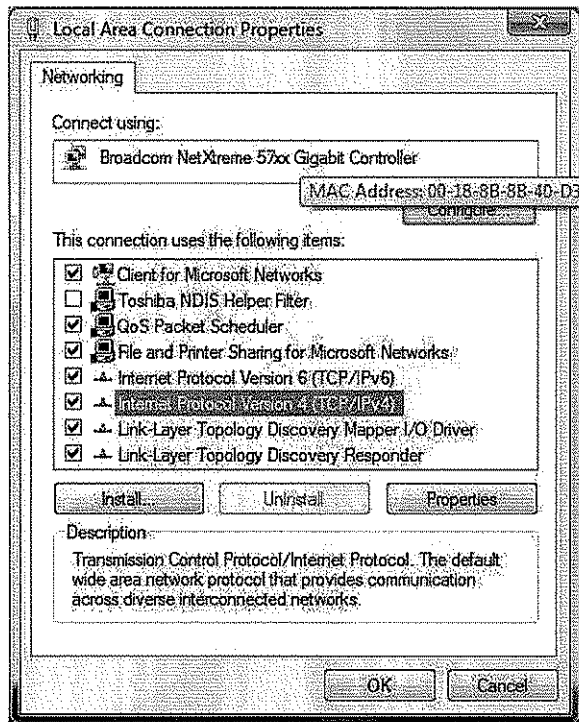 Local Area Connection Properties
Networking
Connect using:
Broadcom NetXtreme 57xx Gigabit Controller
MAC Address: 00-18-8B-8B-40-D3
Configure...
This connection uses the following items:
Client for Microsoft Networks
Toshiba NDIS Helper Filter
QoS Packet Scheduler
File and Printer Sharing for Microsoft Networks
Internet Protocol Version 6 (TCP/IPv6)
Internet Protocol Version 4 (TCP/IPv4)
Link-Layer Topology Discovery Mapper I/O Driver
Link-Layer Topology Discovery Responder
Install... Uninstall Properties
Description
Transmission Control Protocol/Internet Protocol. The default
wide area network protocol that provides communication
across diverse interconnected networks.
OK Cancel